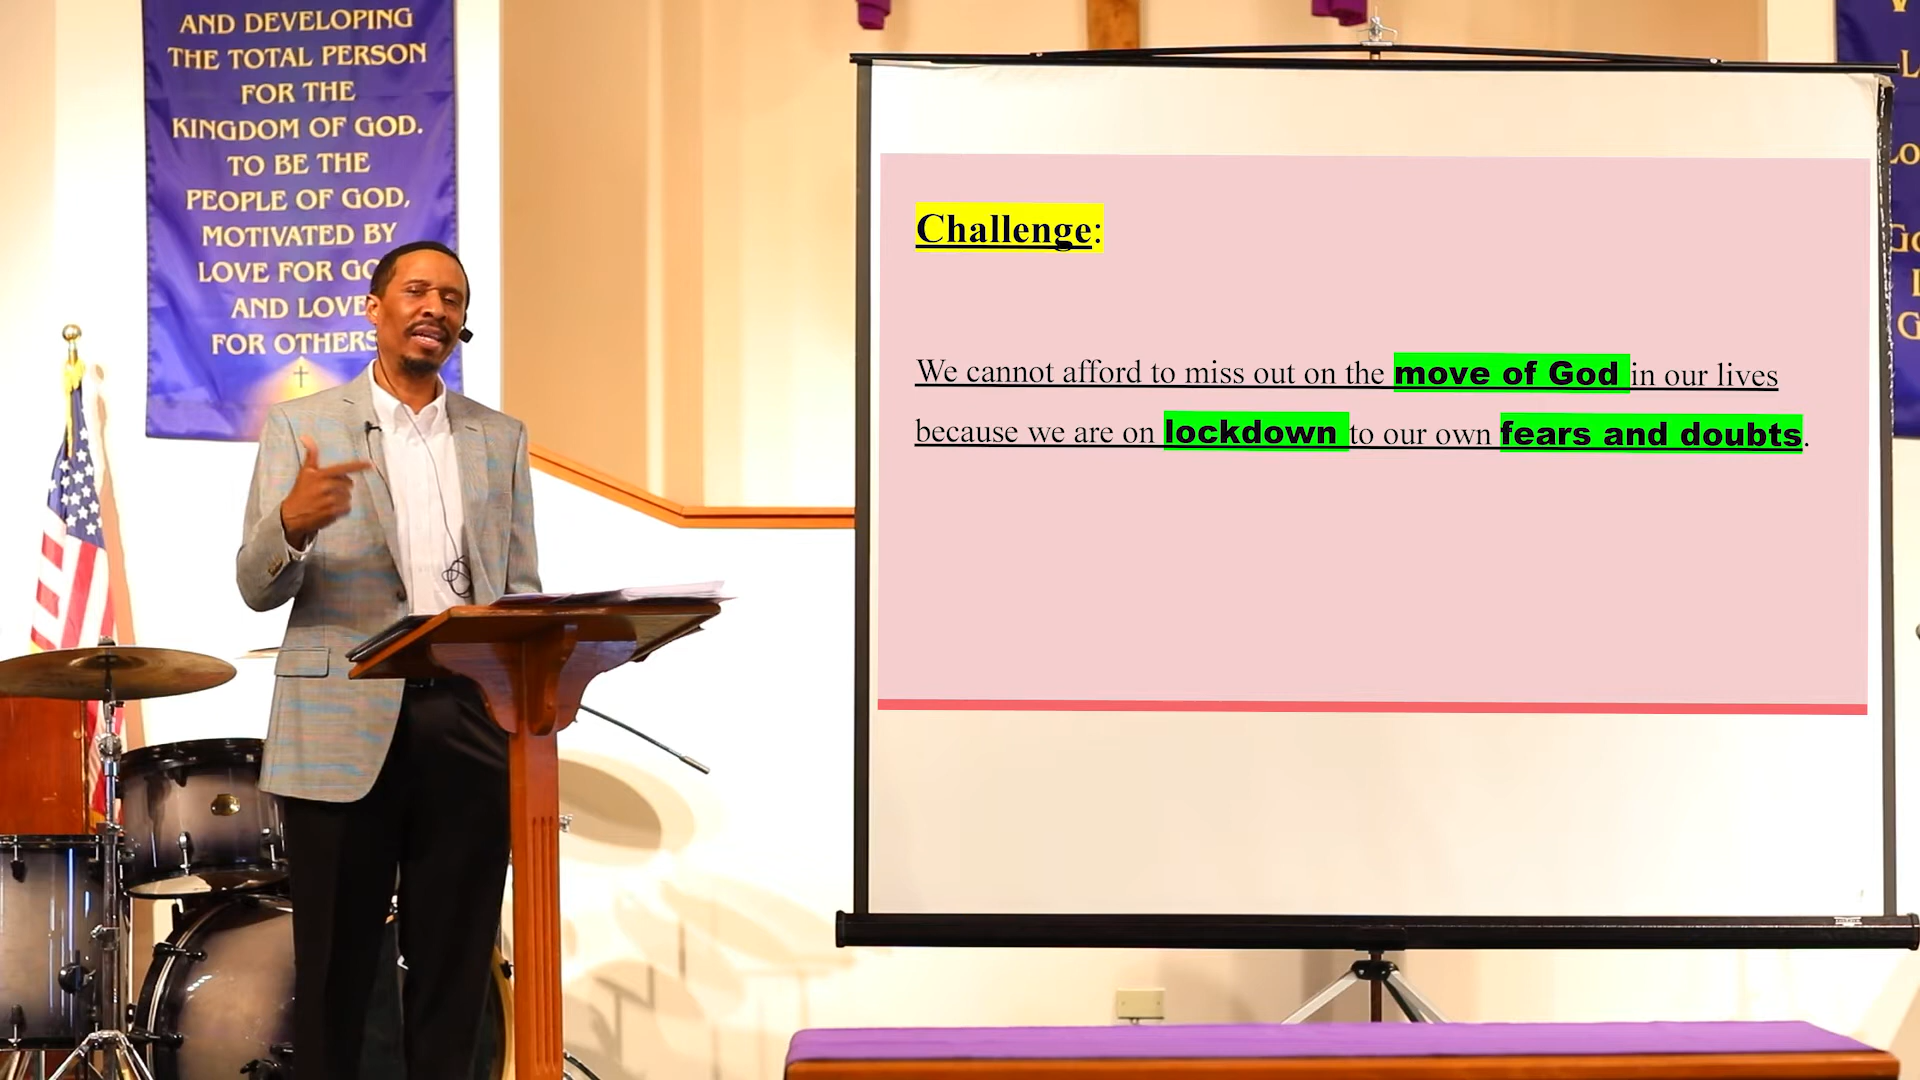 AND DEVELOPING
THE TOTAL PERSON
FOR THE
KINGDOM OF GOD.
TO BE THE
PEOPLE OF GOD,
MOTIVATED BY
LOVE FOR
AND LOVE
FOR OTHERS
Challenge:
We cannot afford to miss out on the move of God in our lives
because we are on lockdown to our own fears and doubts.